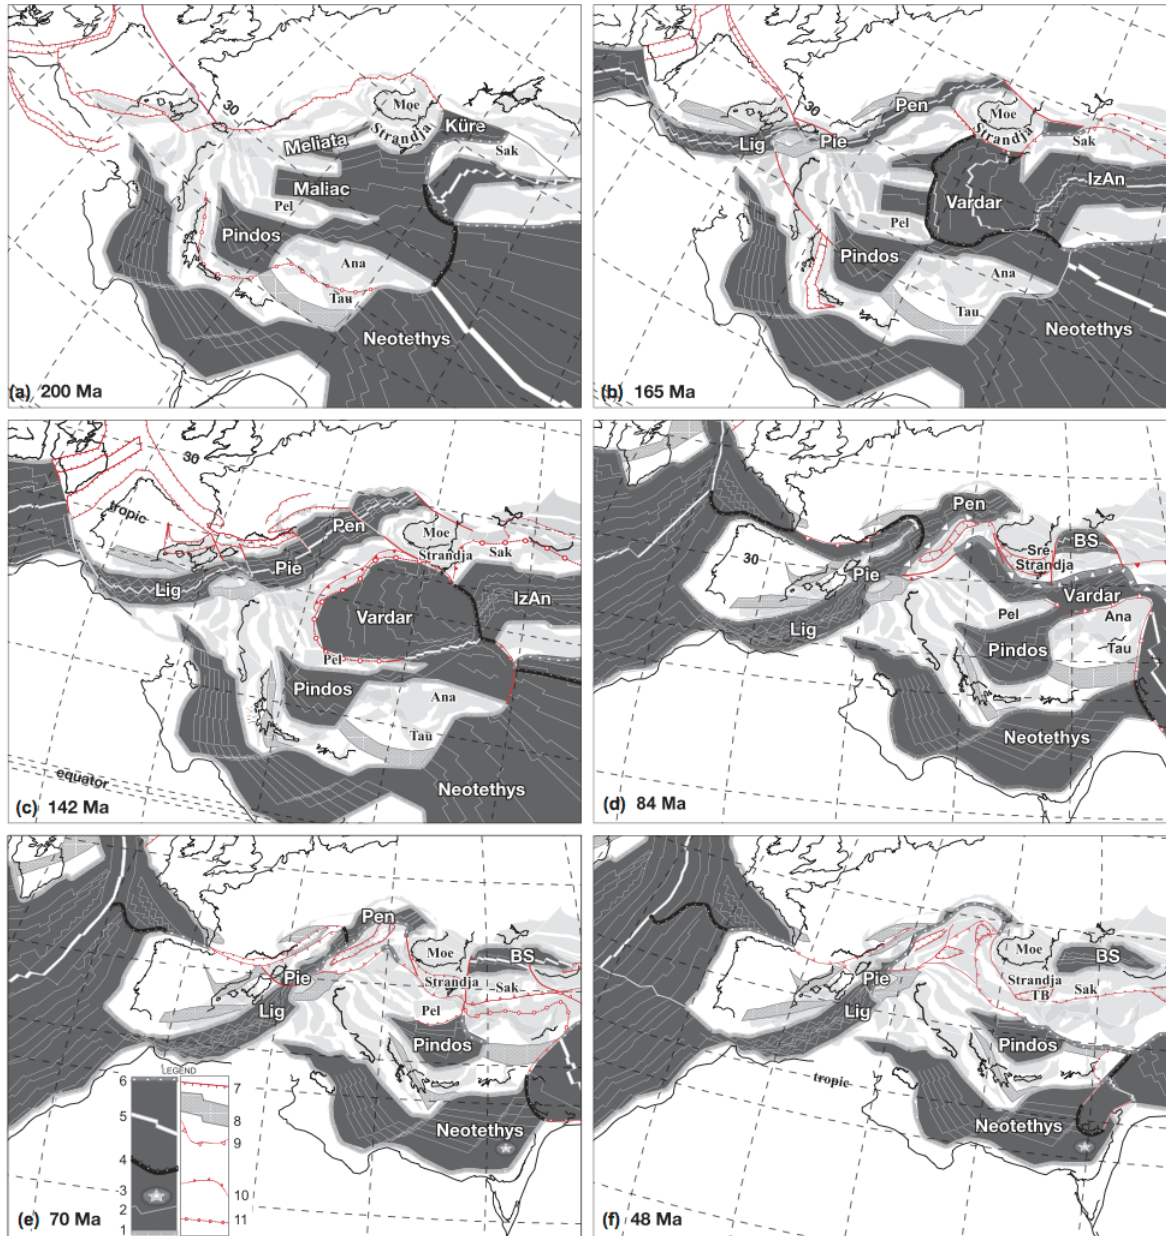 30
Moe
Strandja
Küre
Meliata
Sak
Maliac
Pel
Pindos
Ana
Tau
Neotethys
(a) 200 Ma
30
Pen
Moe
Strandja
Lig
Pie
Sak
IzAn
Vardar
Pel
Pindos
Ana
Tau
Neotethys
(b) 165 Ma
30
tropic
Pen
Moe
Strandja
Sak
Pie
Lig
IzAn
Vardar
Pel
Pindos
Ana
Tau
equator
Neotethys
(c) 142 Ma
Pen
BS
Sre
Strandja
30
Pie
Vardar
Lig
Pel
Ana
Pindos
Tau
Neotethys
(d) 84 Ma
Pen
Moe
BS
Pie
Strandja
Sak
Lig
Pel
Pindos
LEGEND
6
7
5
8
9
4
3
10
2
11
1
Neotethys
(e) 70 Ma
Moe
BS
Pie
Strandja
Sak
TB
Lig
Pindos
tropic
Neotethys
(f) 48 Ma